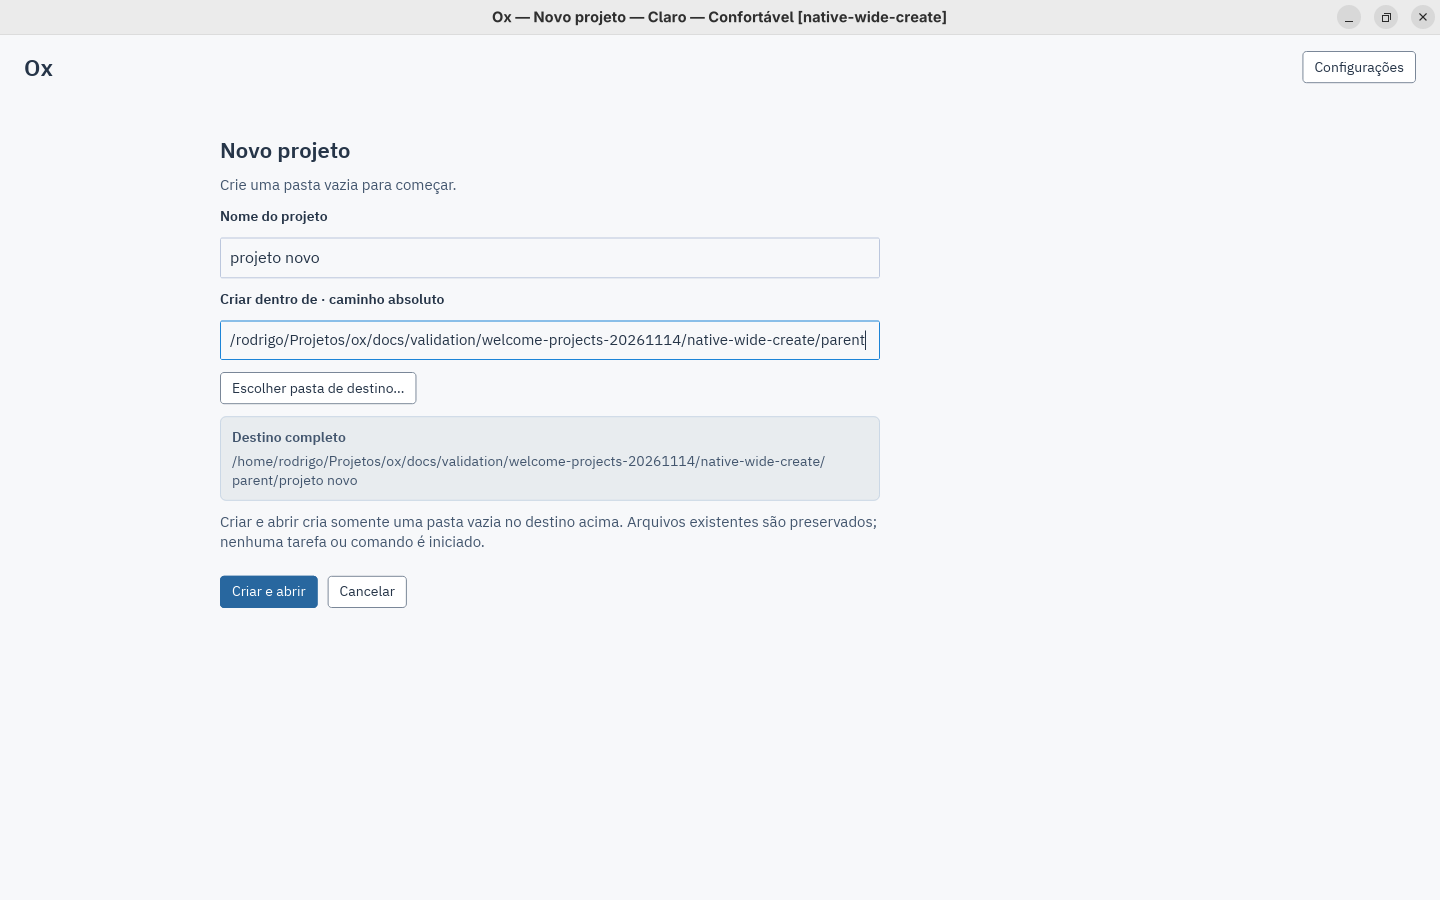 Ox — Novo projeto — Claro — Confortável [native-wide-create]
Ox
Configurações
Novo projeto
Crie uma pasta vazia para começar.
Nome do projeto
projeto novo
Criar dentro de · caminho absoluto
/rodrigo/Projetos/ox/docs/validation/welcome-projects-20261114/native-wide-create/parent
Escolher pasta de destino…
Destino completo
/home/rodrigo/Projetos/ox/docs/validation/welcome-projects-20261114/native-wide-create/
parent/projeto novo
Criar e abrir cria somente uma pasta vazia no destino acima. Arquivos existentes são preservados;
nenhuma tarefa ou comando é iniciado.
Criar e abrir
Cancelar